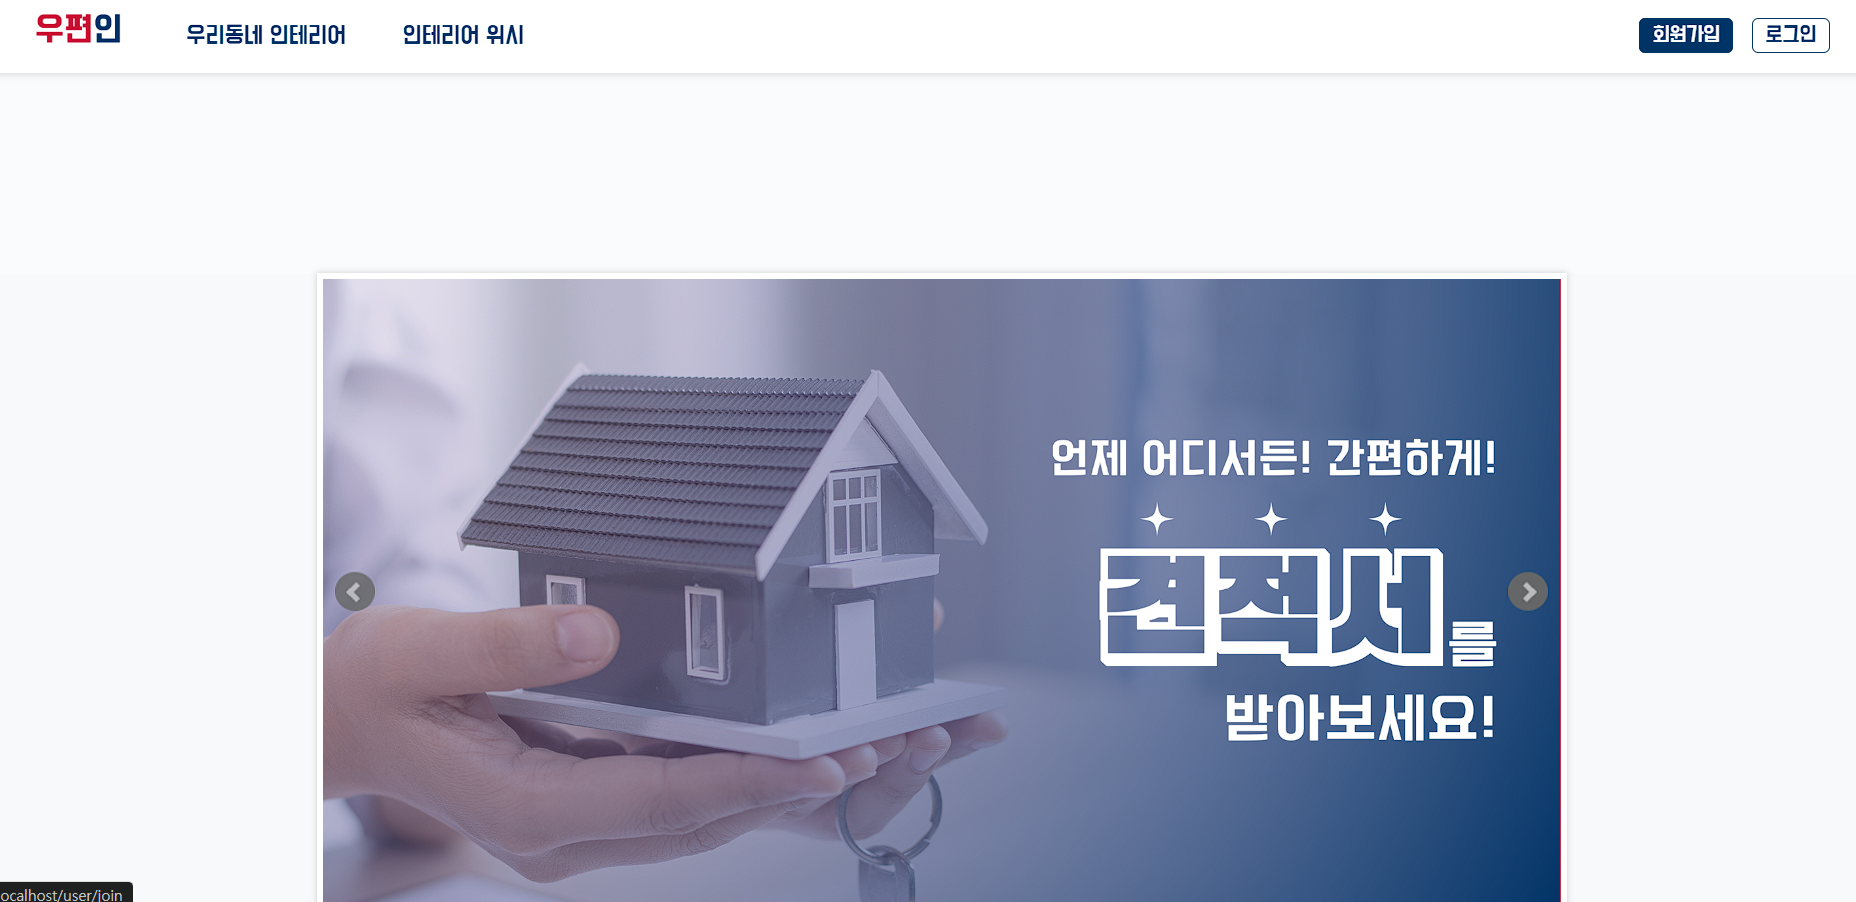 우편인
우리동네 인테리어
인테리어 위시
회원가입
로그인
언제 어디서든! 간편하게!
견적서를
받아보세요!
ocalhost/user/join